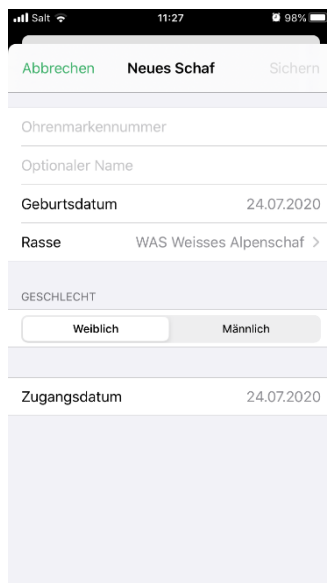 Salt 11:27 98%
Abbrechen Neues Schaf Sichern
Ohrenmarkennummer
Optionaler Name
Geburtsdatum 24.07.2020
Rasse WAS Weisses Alpenschaf >
GESCHLECHT
Weiblich Männlich
Zugangsdatum 24.07.2020